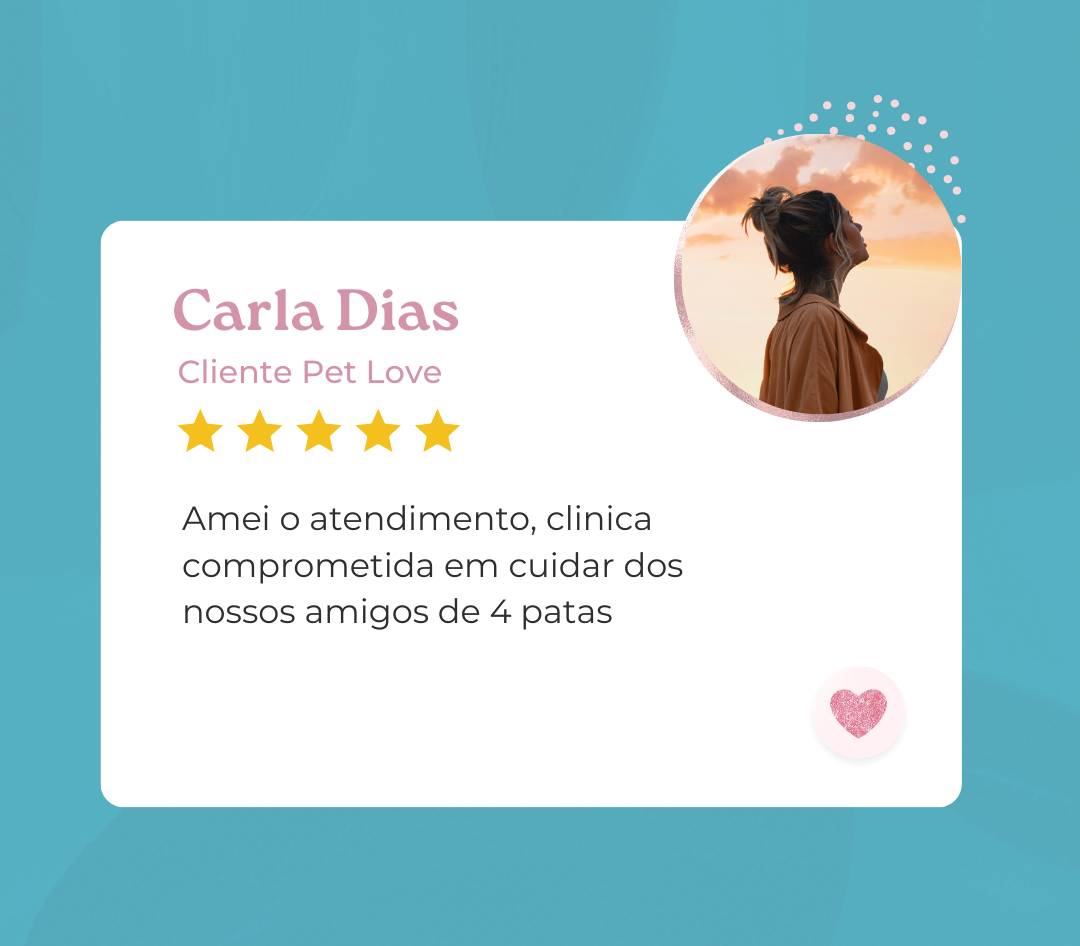 Carla Dias
Cliente Pet Love
Amei o atendimento, clinica
comprometida em cuidar dos
nossos amigos de 4 patas